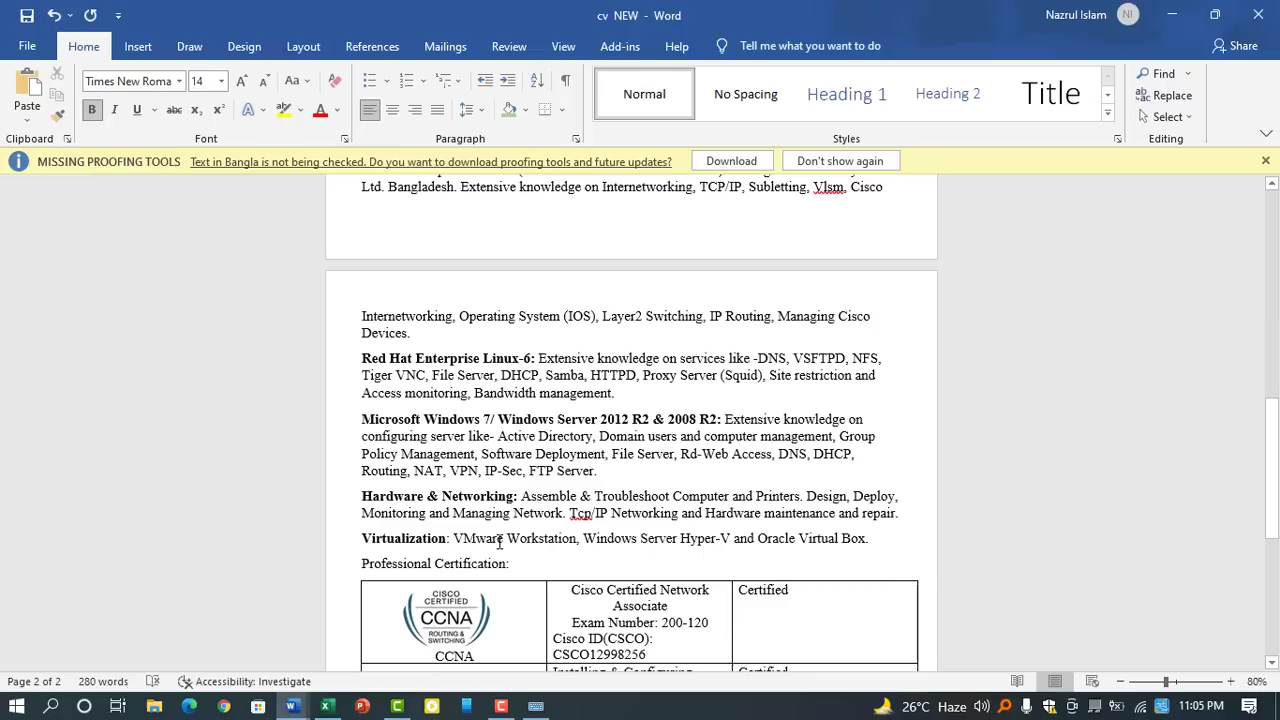 cv NEW - Word
Nazrul Islam NI
File Home Insert Draw Design Layout References Mailings Review View Add-ins Help Tell me what you want to do Share
Paste
Times New Roma 14
Normal
No Spacing
Heading 1
Heading 2
Title
Find
Replace
Select
Clipboard Font Paragraph Styles Editing
MISSING PROOFING TOOLS Text in Bangla is not being checked. Do you want to download proofing tools and future updates? Download Don't show again
Ltd. Bangladesh. Extensive knowledge on Internetworking, TCP/IP, Subletting, Vlsm, Cisco
Internetworking, Operating System (IOS), Layer2 Switching, IP Routing, Managing Cisco
Devices.
Red Hat Enterprise Linux-6: Extensive knowledge on services like -DNS, VSFTPD, NFS,
Tiger VNC, File Server, DHCP, Samba, HTTPD, Proxy Server (Squid), Site restriction and
Access monitoring, Bandwidth management.
Microsoft Windows 7/ Windows Server 2012 R2 & 2008 R2: Extensive knowledge on
configuring server like- Active Directory, Domain users and computer management, Group
Policy Management, Software Deployment, File Server, Rd-Web Access, DNS, DHCP,
Routing, NAT, VPN, IP-Sec, FTP Server.
Hardware & Networking: Assemble & Troubleshoot Computer and Printers. Design, Deploy,
Monitoring and Managing Network. Tcp/IP Networking and Hardware maintenance and repair.
Virtualization: VMware Workstation, Windows Server Hyper-V and Oracle Virtual Box.
Professional Certification:
CISCO
CERTIFIED
CCNA
ROUTING &
SWITCHING
CCNA
Cisco Certified Network
Associate
Exam Number: 200-120
Cisco ID(CSCO):
CSCO12998256
Certified
Installing & Configuring
Certified
Page 2 of 2 280 words Accessibility: Investigate 80%
26°C Haze 11:05 PM